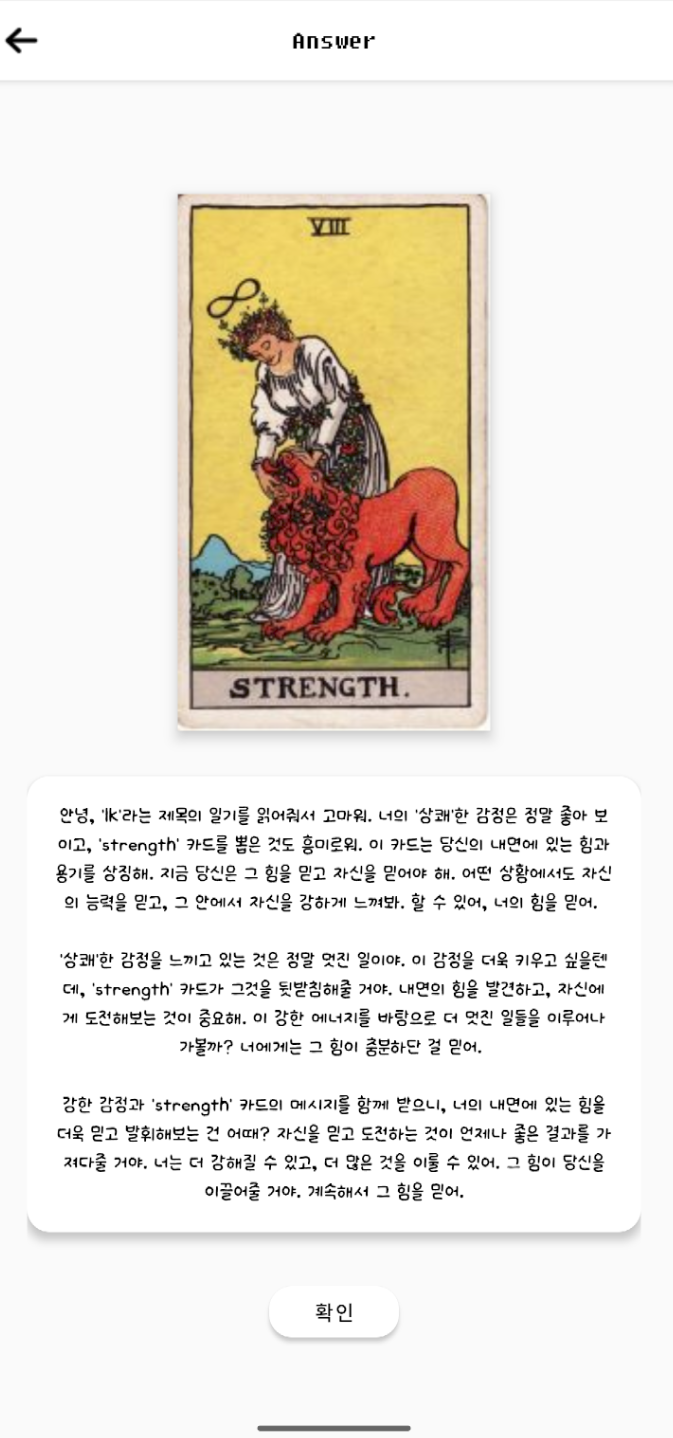 Answer
VIII
STRENGTH.
안녕, 'lk'라는 제목의 일기를 읽어줘서 고마워. 너의 '상쾌'한 감정은 정말 좋아 보
이고, 'strength' 카드를 뽑은 것도 흥미로워. 이 카드는 당신의 내면에 있는 힘과
용기를 상징해. 지금 당신은 그 힘을 믿고 자신을 믿어야 해. 어떤 상황에서도 자신
의 능력을 믿고, 그 안에서 자신을 강하게 느껴봐. 할 수 있어, 너의 힘을 믿어.
'상쾌'한 감정을 느끼고 있는 것은 정말 멋진 일이야. 이 감정을 더욱 키우고 싶을텐
데, 'strength' 카드가 그것을 뒷받침해줄 거야. 내면의 힘을 발견하고, 자신에
게 도전해보는 것이 중요해. 이 강한 에너지를 바탕으로 더 멋진 일들을 이루어나
가볼까? 너에게는 그 힘이 충분하단 걸 믿어.
강한 감정과 'strength' 카드의 메시지를 함께 받으니, 너의 내면에 있는 힘을
더욱 믿고 발휘해보는 건 어때? 자신을 믿고 도전하는 것이 언제나 좋은 결과를 가
져다줄 거야. 너는 더 강해질 수 있고, 더 많은 것을 이룰 수 있어. 그 힘이 당신을
이끌어줄 거야. 계속해서 그 힘을 믿어.
확인